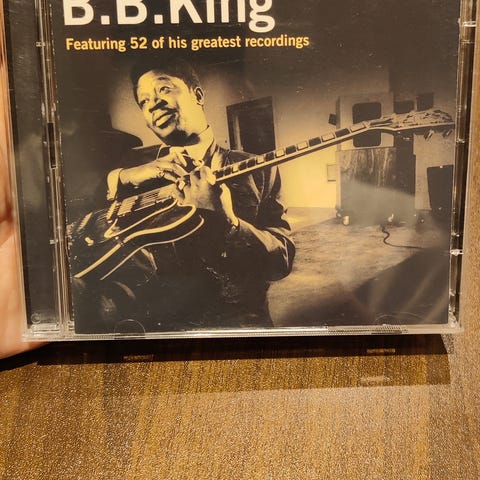 B.B.King
Featuring 52 of his greatest recordings